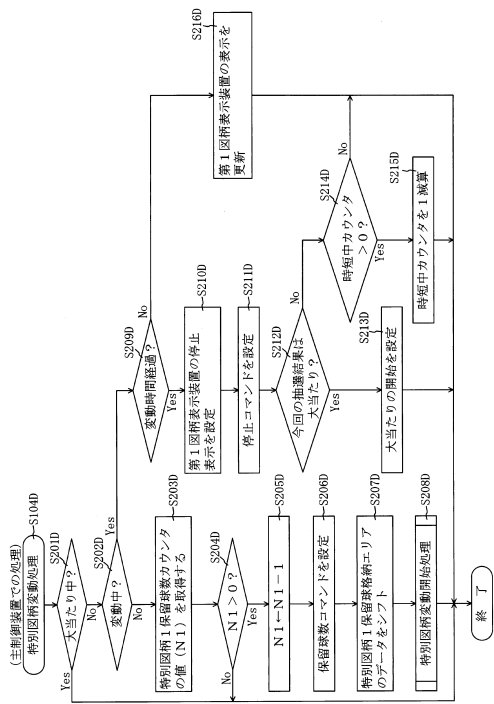 (主制御装置での処理)
特別図柄変動処理
S104D
S201D
大当たり中？
Yes
No
S202D
変動中？
Yes
No
S203D
特別図柄1保留球数カウンタ
の値（N1）を取得する
S204D
N1>0？
No
Yes
S205D
N1←N1−1
S206D
保留球数コマンドを設定
S207D
特別図柄1保留球格納エリア
のデータをシフト
S208D
特別図柄変動開始処理
終 了
S209D
変動時間経過？
No
Yes
S210D
第1図柄表示装置の停止
表示を設定
S211D
停止コマンドを設定
S212D
今回の抽選結果は
大当たり？
No
Yes
S213D
大当たりの開始を設定
S214D
時短中カウンタ
>0？
No
Yes
S215D
時短中カウンタを1減算
S216D
第1図柄表示装置の表示を
更新